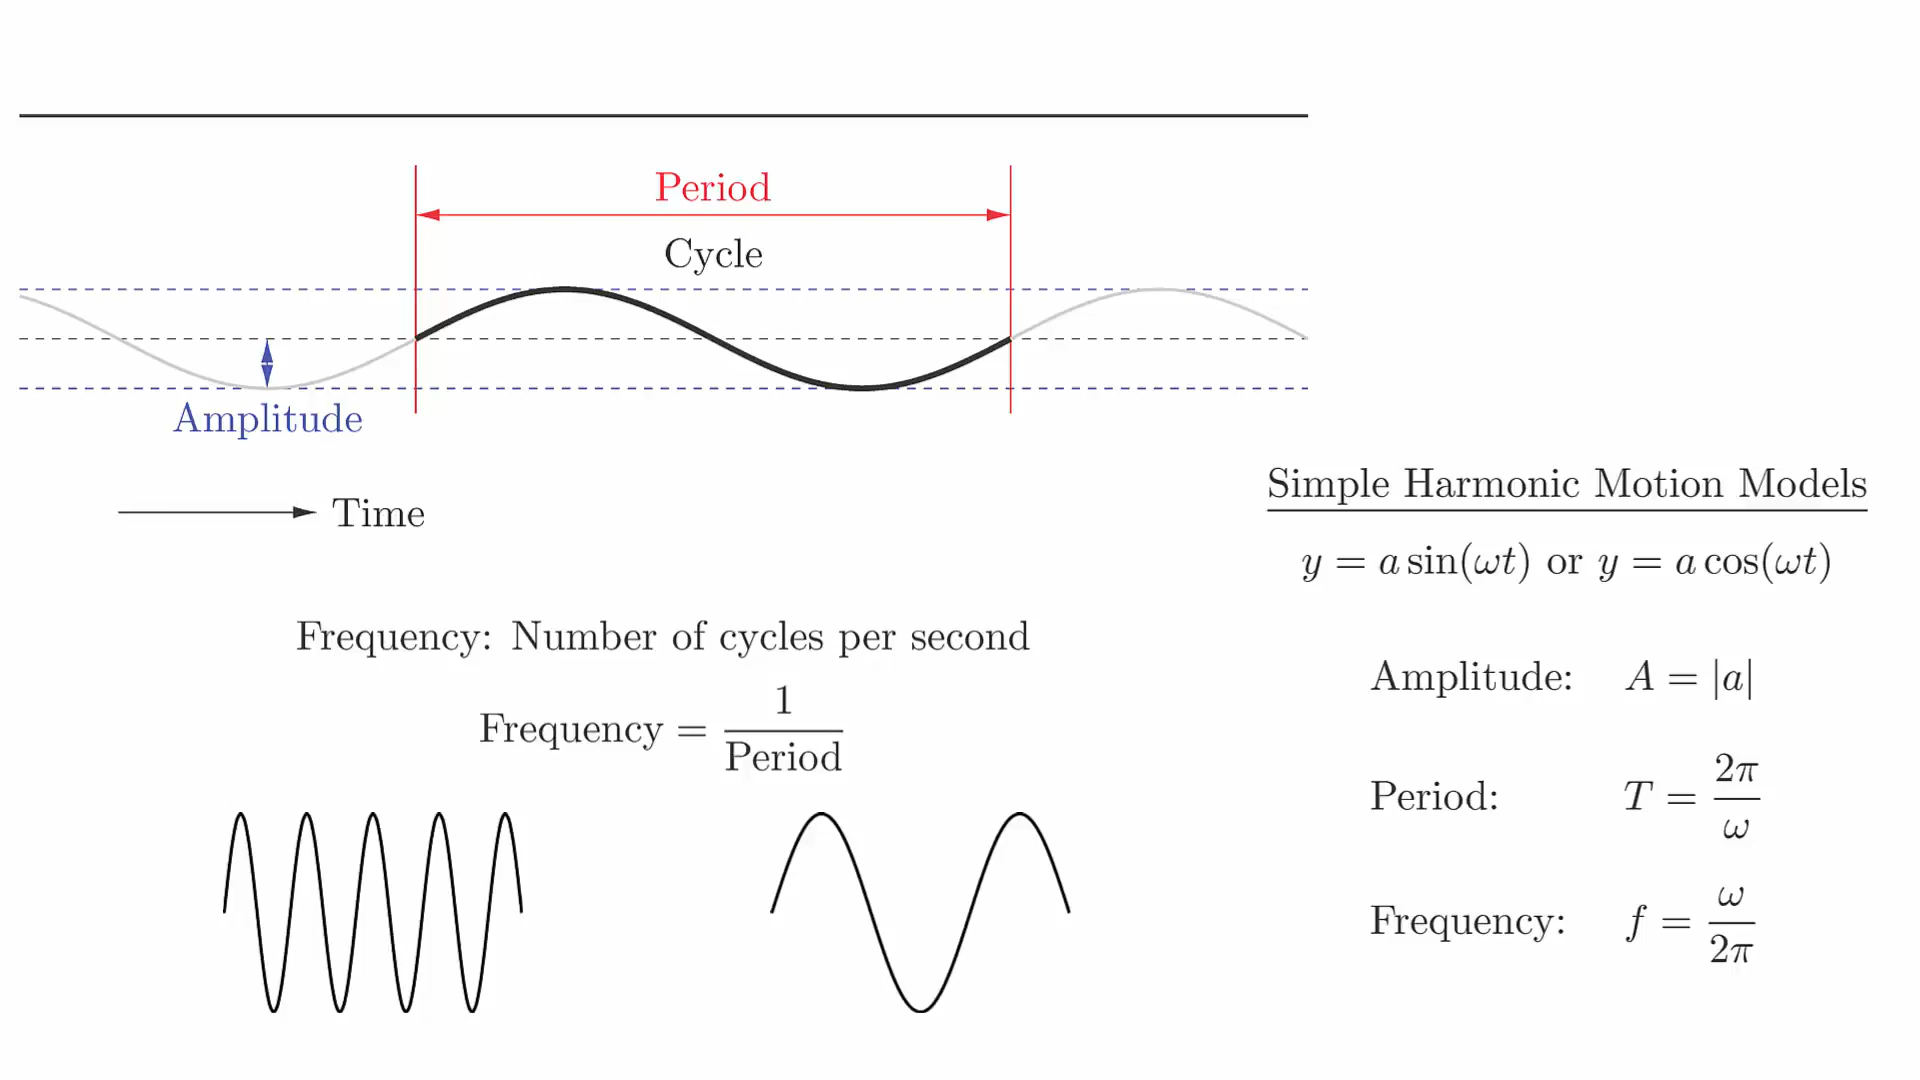 Period
Cycle
Amplitude
Time
Frequency: Number of cycles per second
Frequency = 1/Period
Simple Harmonic Motion Models
y = a sin(ωt) or y = a cos(ωt)
Amplitude: A = |a|
Period: T = 2π/ω
Frequency: f = ω/2π